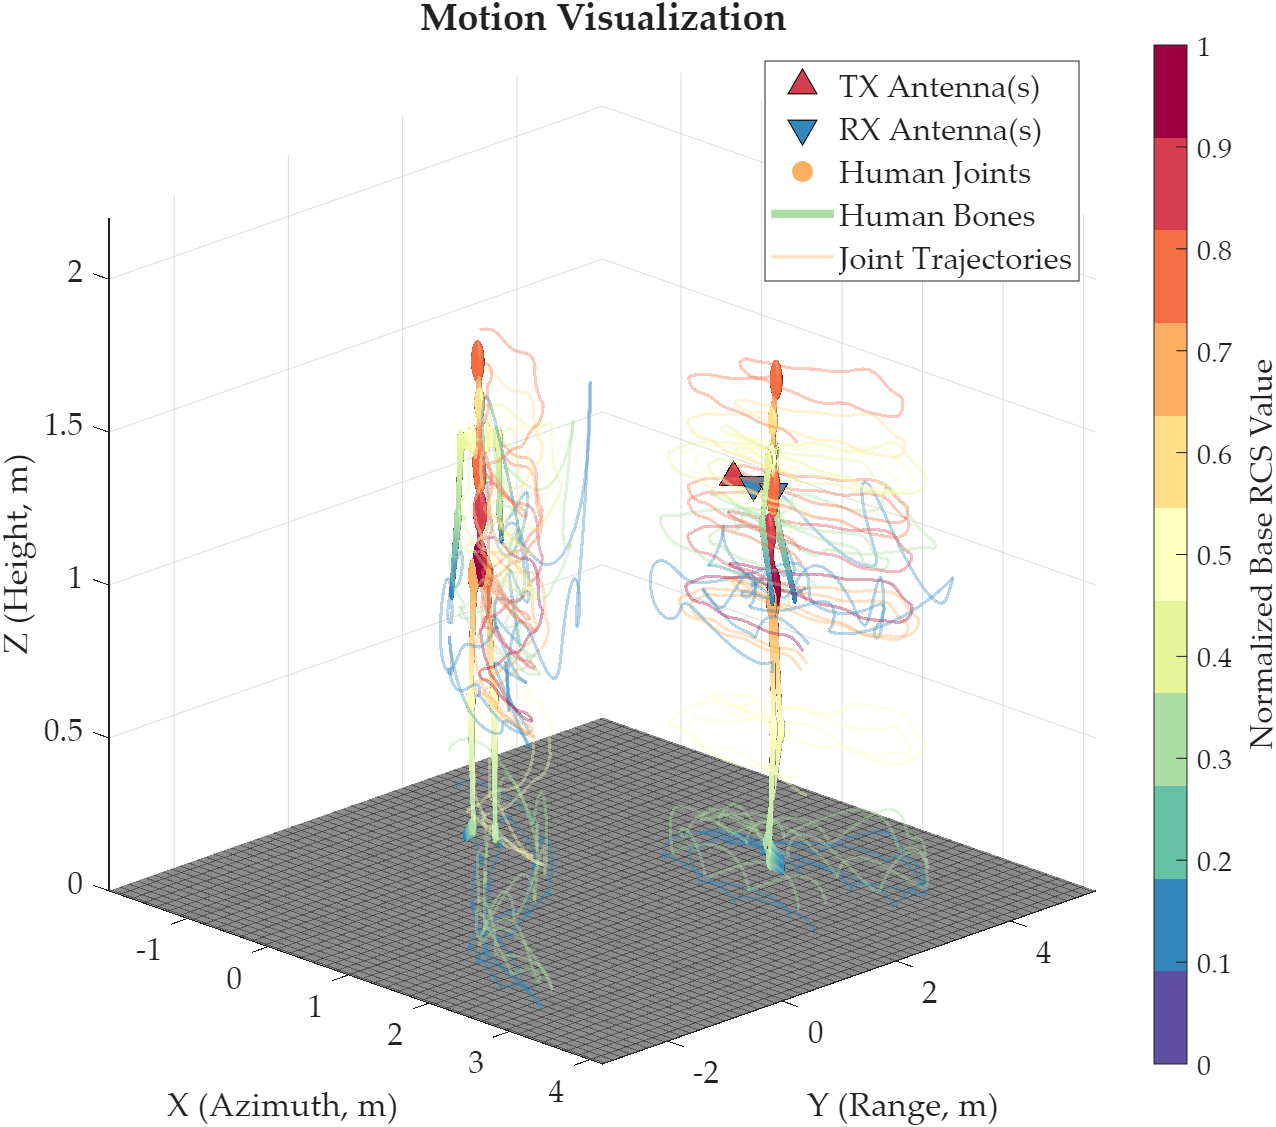 Motion Visualization
TX Antenna(s)
RX Antenna(s)
Human Joints
Human Bones
Joint Trajectories
Z (Height, m)
2
1.5
1
0.5
0
X (Azimuth, m)
-1
0
1
2
3
4
Y (Range, m)
-2
0
2
4
Normalized Base RCS Value
1
0.9
0.8
0.7
0.6
0.5
0.4
0.3
0.2
0.1
0